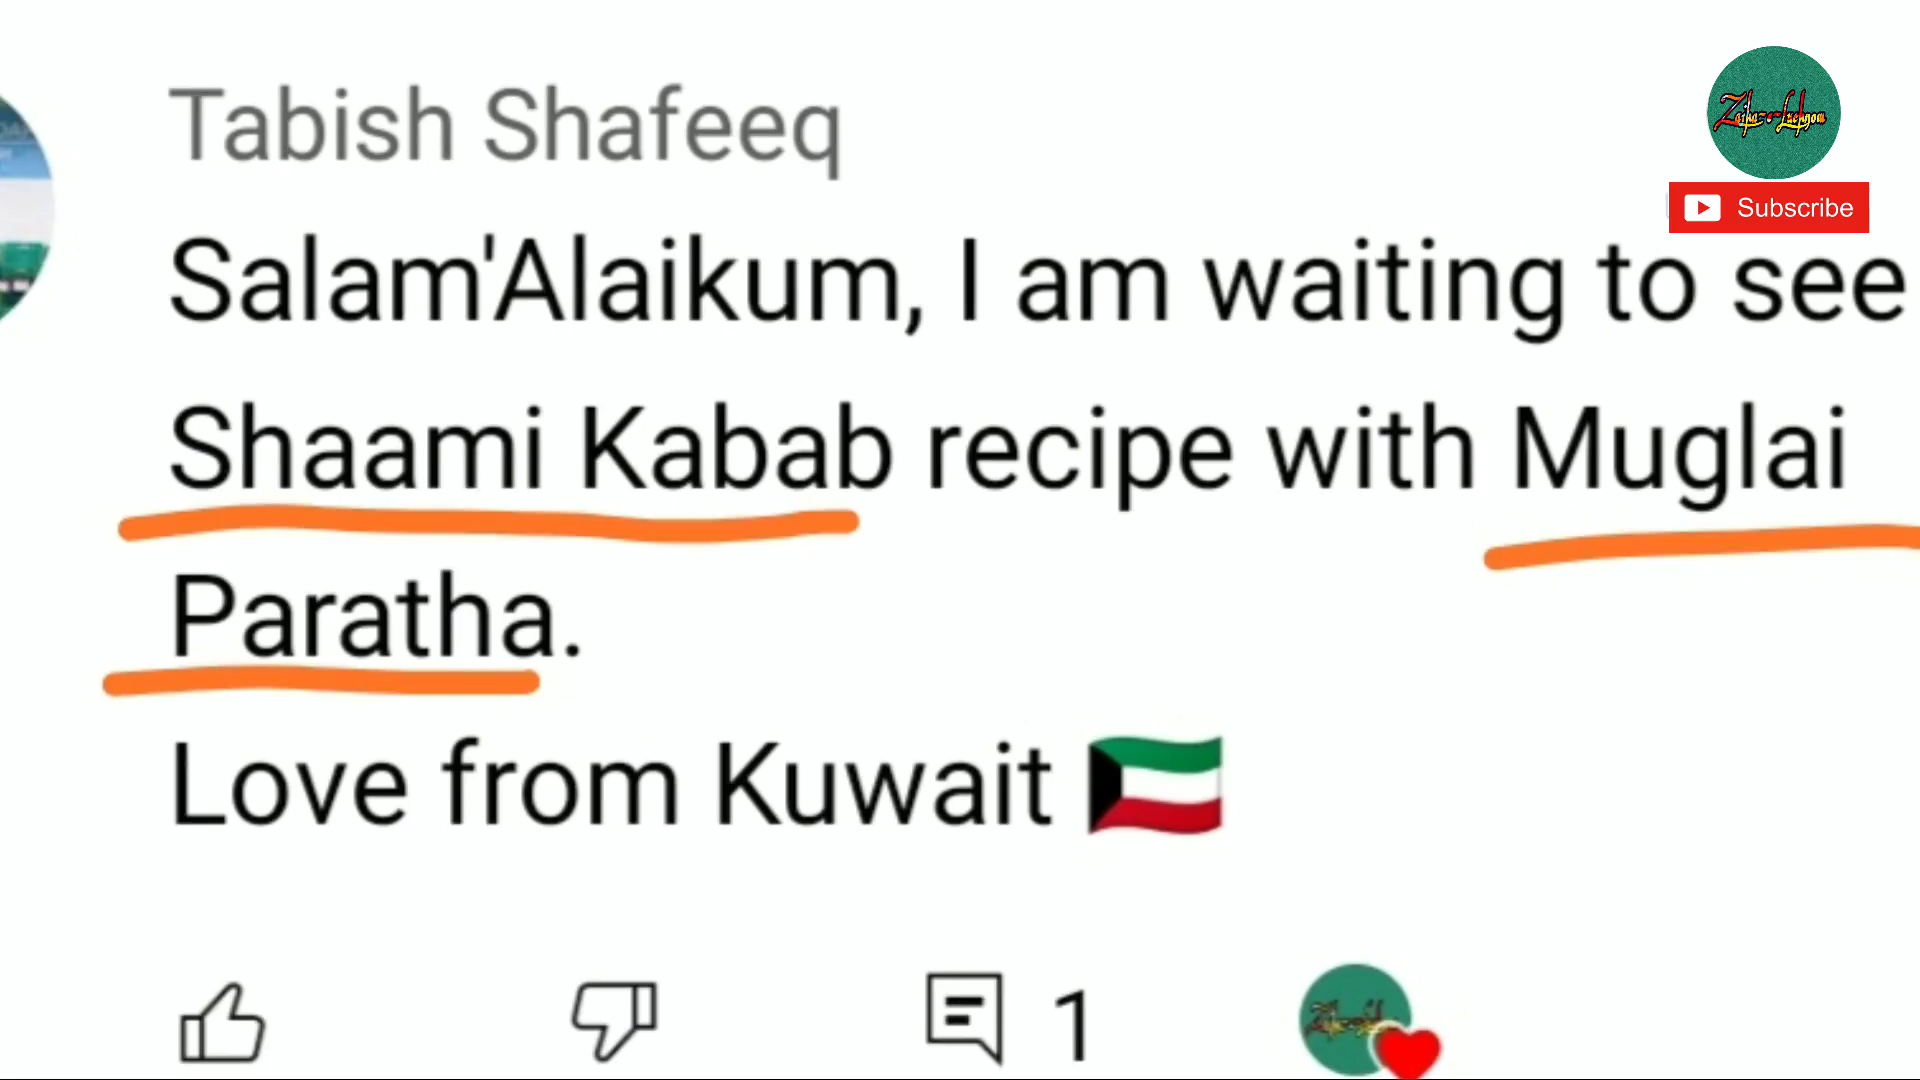 Tabish Shafeeq
Subscribe
Salam'Alaikum, I am waiting to see
Shaami Kabab recipe with Muglai
Paratha.
Love from Kuwait 🇰🇼
1